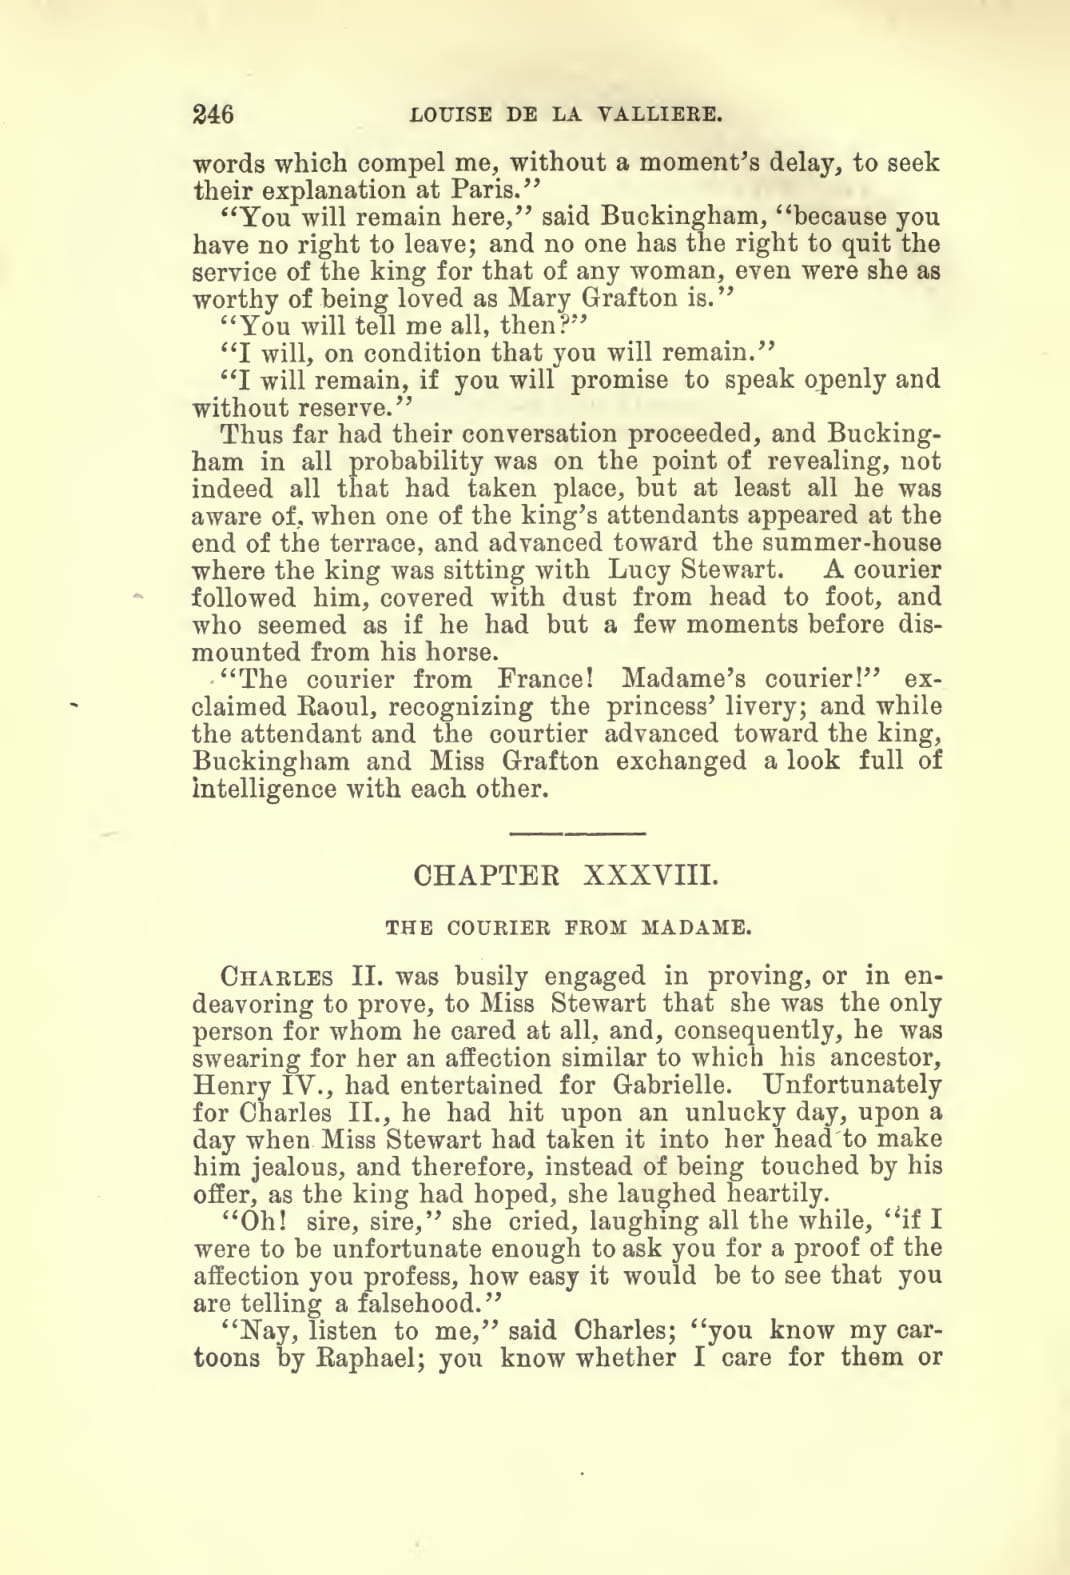 246 LOUISE DE LA VALLIERE.
words which compel me, without a moment's delay, to seek
their explanation at Paris."
"You will remain here," said Buckingham, "because you
have no right to leave; and no one has the right to quit the
service of the king for that of any woman, even were she as
worthy of being loved as Mary Grafton is."
"You will tell me all, then?"
"I will, on condition that you will remain."
"I will remain, if you will promise to speak openly and
without reserve."
Thus far had their conversation proceeded, and Bucking-
ham in all probability was on the point of revealing, not
indeed all that had taken place, but at least all he was
aware of, when one of the king's attendants appeared at the
end of the terrace, and advanced toward the summer-house
where the king was sitting with Lucy Stewart. A courier
followed him, covered with dust from head to foot, and
who seemed as if he had but a few moments before dis-
mounted from his horse.
"The courier from France! Madame's courier!" ex-
claimed Raoul, recognizing the princess' livery; and while
the attendant and the courtier advanced toward the king,
Buckingham and Miss Grafton exchanged a look full of
intelligence with each other.
CHAPTER XXXVIII.
THE COURIER FROM MADAME.
CHARLES II. was busily engaged in proving, or in en-
deavoring to prove, to Miss Stewart that she was the only
person for whom he cared at all, and, consequently, he was
swearing for her an affection similar to which his ancestor,
Henry IV., had entertained for Gabrielle. Unfortunately
for Charles II., he had hit upon an unlucky day, upon a
day when Miss Stewart had taken it into her head to make
him jealous, and therefore, instead of being touched by his
offer, as the king had hoped, she laughed heartily.
"Oh! sire, sire," she cried, laughing all the while, "if I
were to be unfortunate enough to ask you for a proof of the
affection you profess, how easy it would be to see that you
are telling a falsehood."
"Nay, listen to me," said Charles; "you know my car-
toons by Raphael; you know whether I care for them or